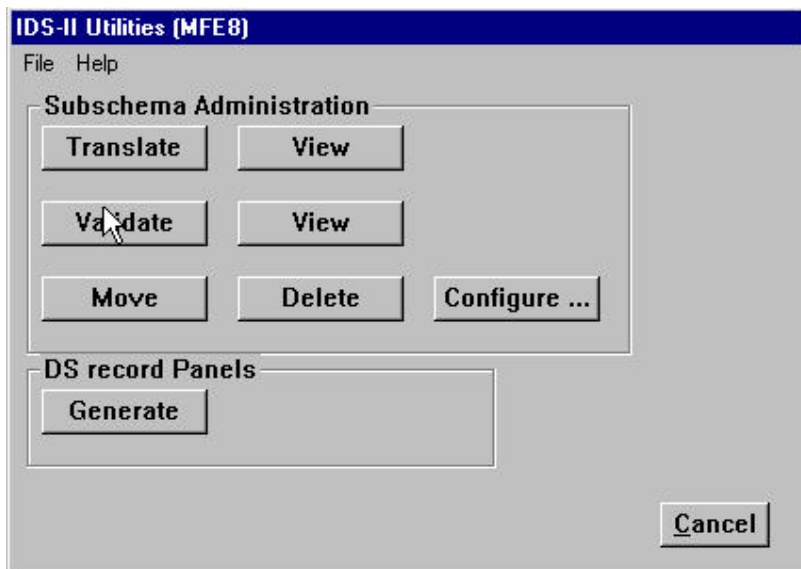 IDS-II Utilities (MFE8)
File Help
Subschema Administration
Translate View
Validate View
Move Delete Configure ...
DS record Panels
Generate
Cancel